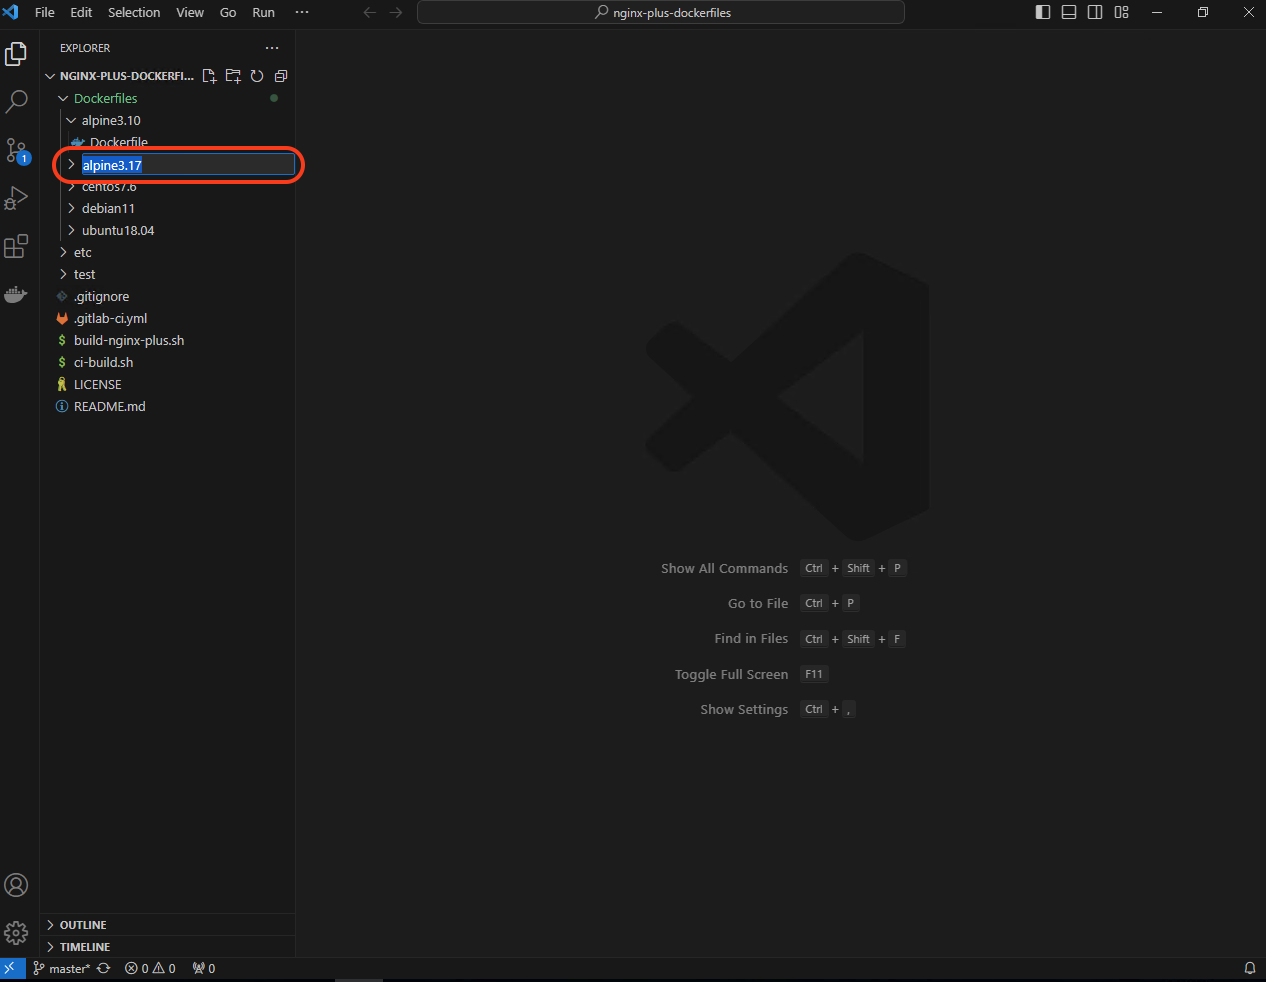 File Edit Selection View Go Run ···
nginx-plus-dockerfiles
EXPLORER
NGINX-PLUS-DOCKERFI...
Dockerfiles
alpine3.10
Dockerfile
alpine3.17
centos7.6
debian11
ubuntu18.04
etc
test
.gitignore
.gitlab-ci.yml
$ build-nginx-plus.sh
$ ci-build.sh
LICENSE
README.md
1
Show All Commands Ctrl + Shift + P
Go to File Ctrl + P
Find in Files Ctrl + Shift + F
Toggle Full Screen F11
Show Settings Ctrl + ,
OUTLINE
TIMELINE
master* 0 0 0